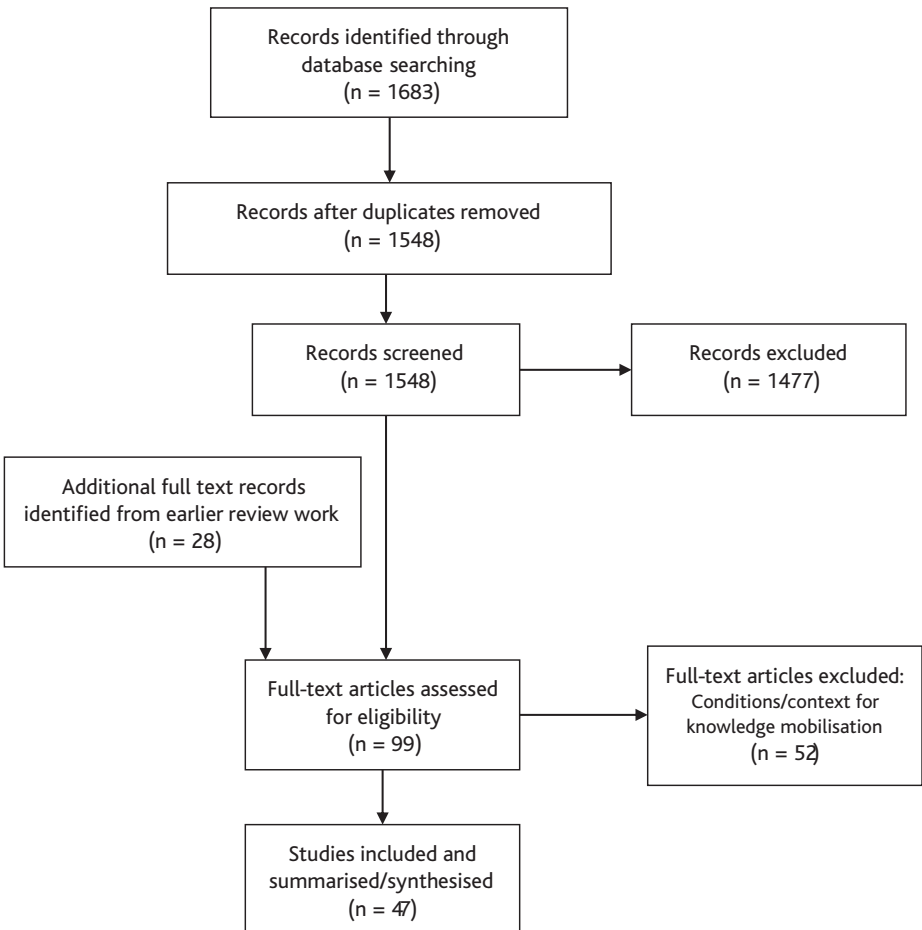 Records identified through
database searching
(n = 1683)
Records after duplicates removed
(n = 1548)
Records screened
(n = 1548)
Records excluded
(n = 1477)
Additional full text records
identified from earlier review work
(n = 28)
Full-text articles assessed
for eligibility
(n = 99)
Full-text articles excluded:
Conditions/context for
knowledge mobilisation
(n = 52)
Studies included and
summarised/synthesised
(n = 47)